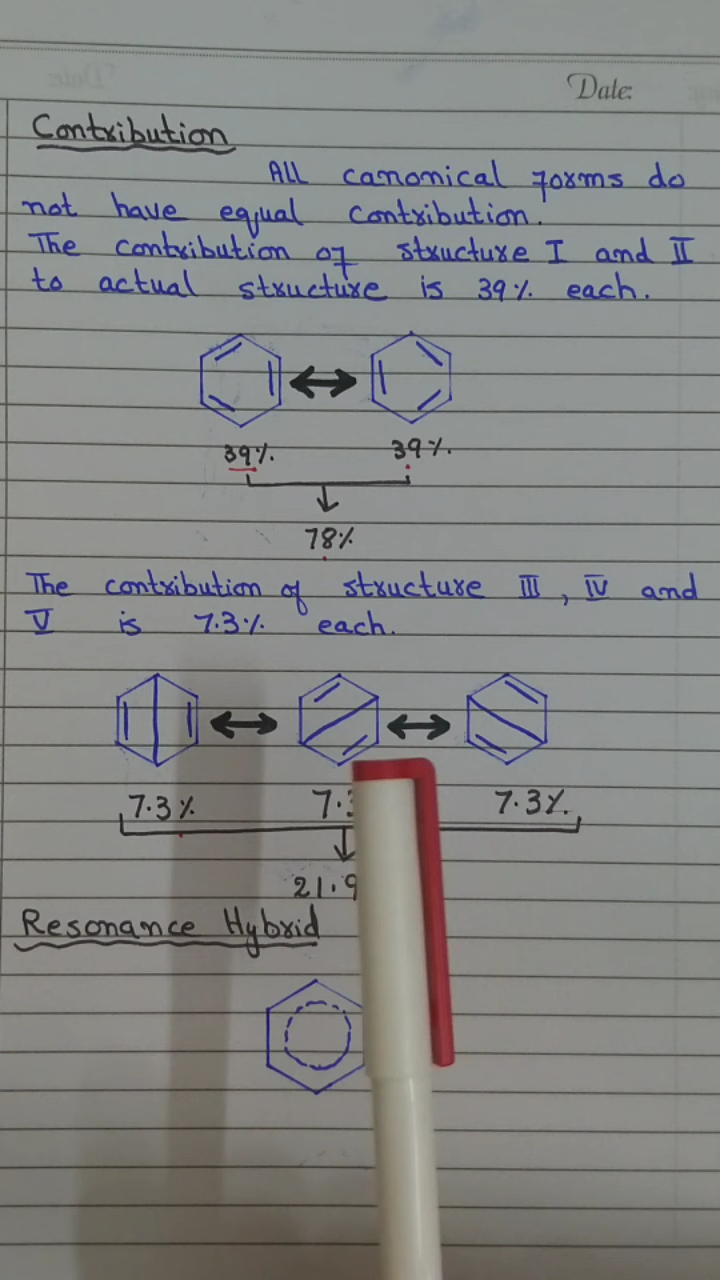 Date:
Contribution
All canonical forms do
not have equal contribution.
The contribution of structure I and II
to actual structure is 39% each.
39% 39%.
78%
The contribution of structure III, IV and
V is 7.3% each.
7.3% 7.3%.
Resonance Hybrid